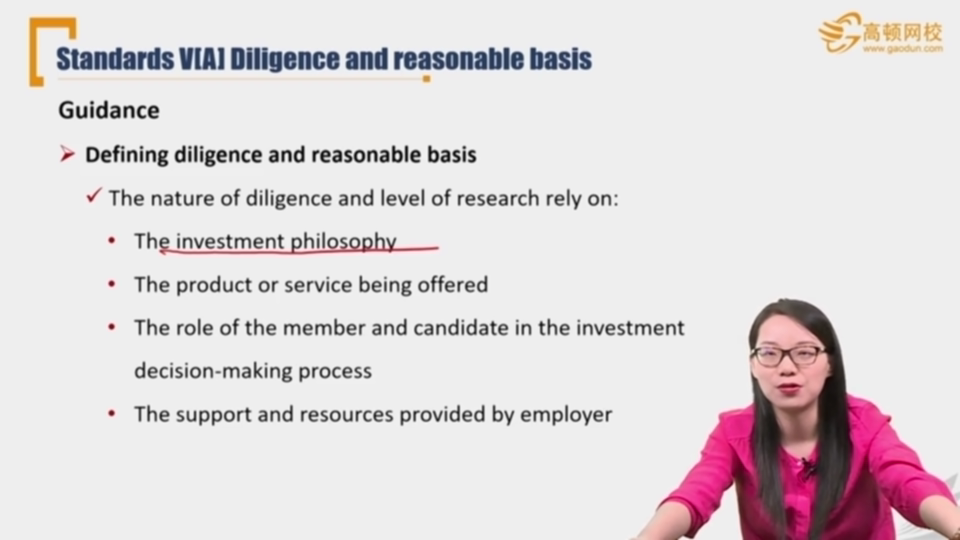 Standards V[A] Diligence and reasonable basis
高顿网校
www.gaodun.com
Guidance
Defining diligence and reasonable basis
The nature of diligence and level of research rely on:
The investment philosophy
The product or service being offered
The role of the member and candidate in the investment
decision-making process
The support and resources provided by employer